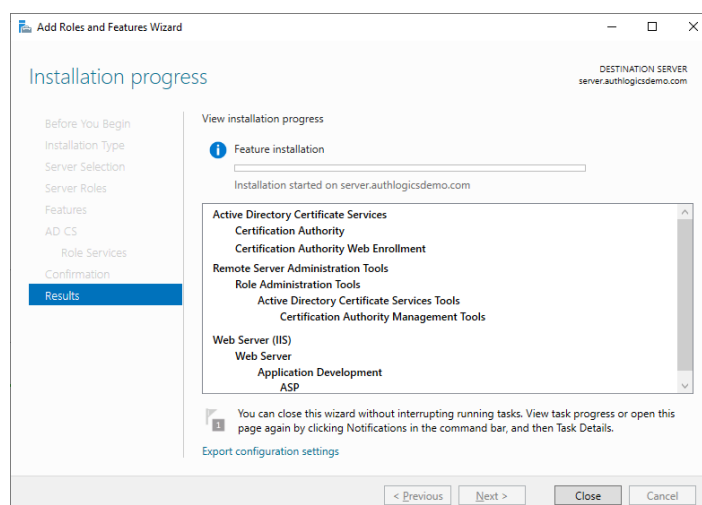 Add Roles and Features Wizard
Installation progress
DESTINATION SERVER
server.authlogicsdemo.com
Before You Begin
Installation Type
Server Selection
Server Roles
Features
AD CS
Role Services
Confirmation
Results
View installation progress
Feature installation
Installation started on server.authlogicsdemo.com
Active Directory Certificate Services
Certification Authority
Certification Authority Web Enrollment
Remote Server Administration Tools
Role Administration Tools
Active Directory Certificate Services Tools
Certification Authority Management Tools
Web Server (IIS)
Web Server
Application Development
ASP
1
You can close this wizard without interrupting running tasks. View task progress or open this
page again by clicking Notifications in the command bar, and then Task Details.
Export configuration settings
< Previous
Next >
Close
Cancel